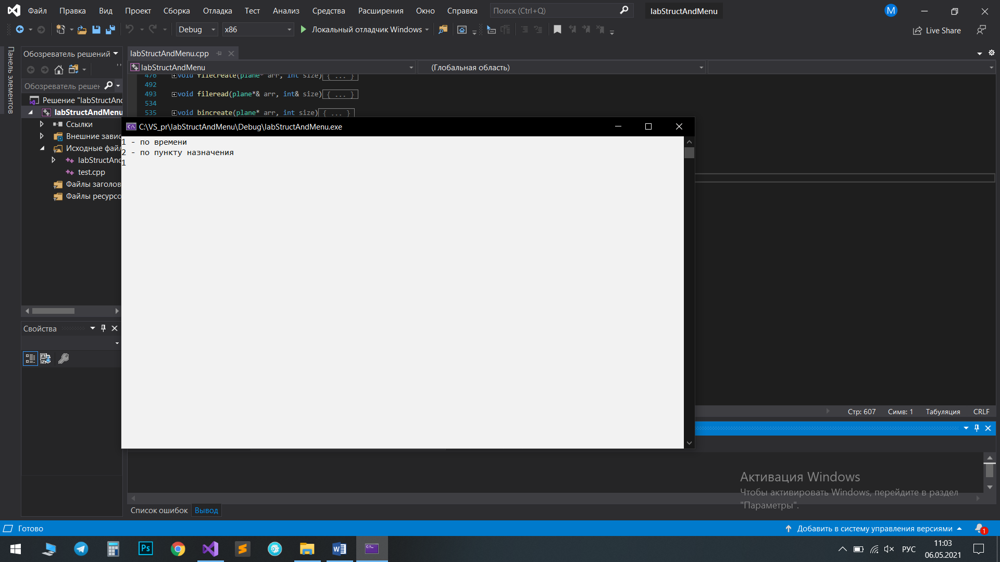 Файл Правка Вид Проект Сборка Отладка Тест Анализ Средства Расширения Окно Справка Поиск (Ctrl+Q) labStructAndMenu M
Debug x86 Локальный отладчик Windows Live Share
Панель элементов
Обозреватель решений
Обозреватель решен
Решение "labStructAnd
labStructAndMenu
Ссылки
Внешние завис
Исходные файл
labStructAnd
test.cpp
Файлы заголов
Файлы ресурсо
Свойства
labStructAndMenu.cpp
labStructAndMenu (Глобальная область)
476 void filecreate(plane* arr, int size){ ... }
492
493 void fileread(plane*& arr, int& size){ ... }
534
535 void bincreate(plane* arr, int size){ ... }
C:\VS_pr\labStructAndMenu\Debug\labStructAndMenu.exe
1 - по времени
2 - по пункту назначения
1
Стр: 607 Симв: 1 Табуляция CRLF
Активация Windows
Чтобы активировать Windows, перейдите в раздел
"Параметры".
Список ошибок Вывод
Готово Добавить в систему управления версиями 1
Ps РУС 11:03
06.05.2021